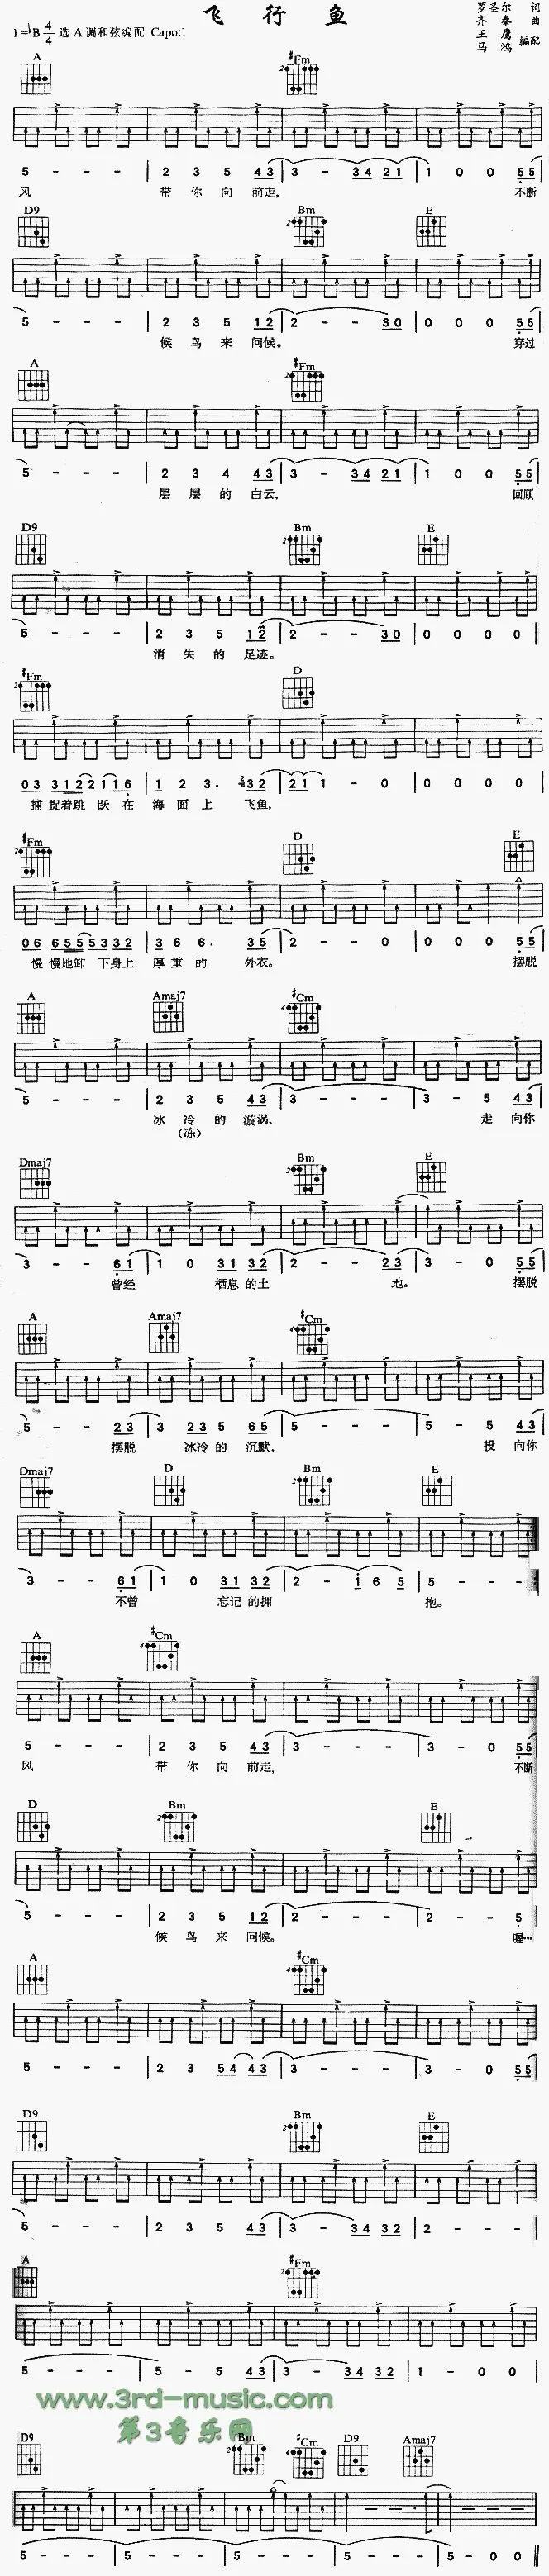 飞行鱼
1=♭B 4/4 选A调和弦编配 Capo:1
罗圣尔 词
齐秦 曲
王鹰
马鸿 编配
A #Fm
5 - - - | 2 3 5 43 | 3 - 34 21 | 1 0 0 55
风 带你向前走, 不断
D9 Bm E
5 - - - | 2 3 5 12 | 2 - - 30 | 0 0 0 55
候鸟来问候。 穿过
A #Fm
5 - - - | 2 3 4 43 | 3 - 34 21 | 1 0 0 55
层层的白云, 回顾
D9 Bm E
5 - - - | 2 3 5 12 | 2 - - 30 | 0 0 0 0
消失的足迹。
#Fm D
03 312 2116 | 1 2 3. 32 | 21 1 - 0 | 0 0 0 0
捕捉着跳跃在海面上飞鱼,
#Fm D E
06 655 5332 | 3 6 6. 35 | 2 - - 0 | 0 0 0 55
慢慢地卸下身上厚重的外衣。 摆脱
A Amaj7 #Cm
5 - - - | 2 3 5 43 | 3 - - - | 3 - 5 43
冰冷的漩涡, 走向你
(冻)
Dmaj7 Bm E
3 - - 61 | 1 0 31 32 | 2 - - 23 | 3 - 0 55
曾经 栖息的土地。 摆脱
A Amaj7 #Cm
5 - - 23 | 3 23 5 65 | 5 - - - | 5 - 5 43
摆脱 冰冷的沉默, 投向你
Dmaj7 D Bm E
3 - - 61 | 1 0 31 32 | 2 - 1 6 5 | 5 - - -
不曾 忘记的拥抱。
A #Cm
5 - - - | 2 3 5 43 | 3 - - - | 3 - 0 55
风 带你向前走, 不断
D Bm E
5 - - - | 2 3 5 12 | 2 - - - | 2 - - 5
候鸟来问候。 喔…
A #Cm
5 - - - | 2 3 54 43 | 3 - - - | 3 - 0 55
D9 Bm E
5 - - - | 2 3 5 43 | 3 - 34 32 | 2 - - -
A #Fm
5 - - - | 5 - 5 43 | 3 - 34 32 | 1 - 0 0
www.3rd-music.com
第3音乐网
D9 Bm #Cm D9 Amaj7
5 - - - | 5 - - - | 5 - - - | 5 - - -